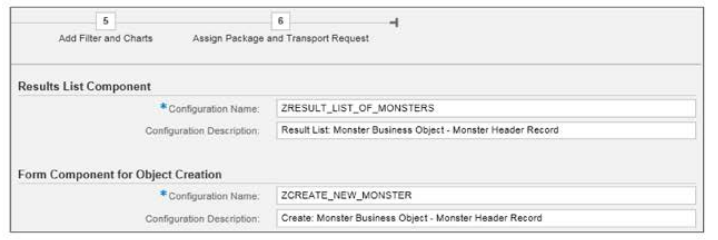 5 6
Add Filter and Charts Assign Package and Transport Request
Results List Component
* Configuration Name: ZRESULT_LIST_OF_MONSTERS
Configuration Description: Result List: Monster Business Object - Monster Header Record
Form Component for Object Creation
* Configuration Name: ZCREATE_NEW_MONSTER
Configuration Description: Create: Monster Business Object - Monster Header Record